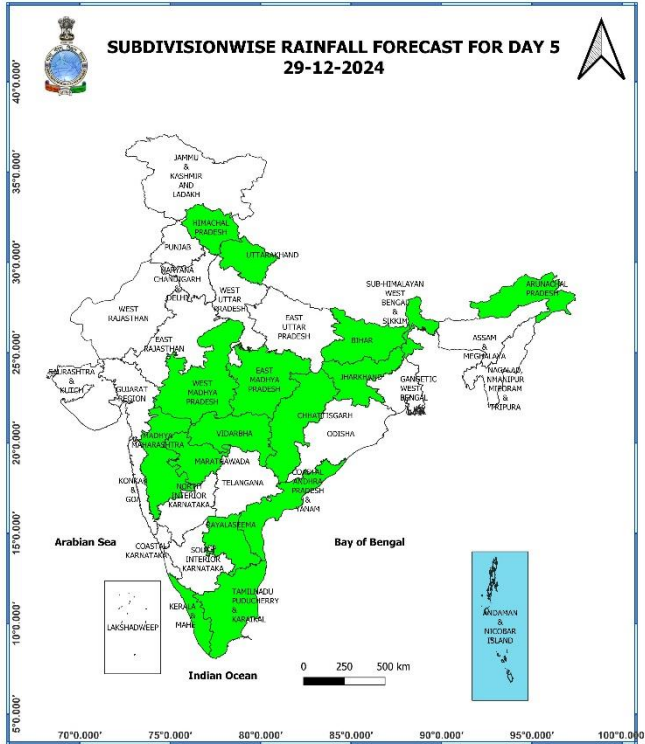 SUBDIVISIONWISE RAINFALL FORECAST FOR DAY 5
29-12-2024
40°0.000'
35°0.000'
30°0.000'
25°0.000'
20°0.000'
15°0.000'
10°0.000'
5°0.000'
JAMMU
&
KASHMIR
AND
LADAKH
HIMACHAL
PRADESH
PUNJAB
UTTARAKHAND
HARYANA
CHANDIGARH
&
DELHI
WEST
UTTAR
PRADESH
WEST
RAJASTHAN
EAST
RAJASTHAN
EAST
UTTAR
PRADESH
SUB-HIMALAYAN
WEST
BENGAL
&
SIKKIM
ARUNACHAL
PRADESH
ASSAM
&
MEGHALAYA
BIHAR
SAURASHTRA
&
KUTCH
GUJARAT
REGION
WEST
MADHYA
PRADESH
EAST
MADHYA
PRADESH
JHARKHAND
GANGETIC
WEST
BENGAL
MIZORAM
&
TRIPURA
CHHATTISGARH
ODISHA
MADHYA
MAHARASHTRA
VIDARBHA
MARATHAWADA
KONKAN
&
GOA
NORTH
INTERIOR
KARNATAKA
TELANGANA
COASTAL
ANDHRA
PRADESH
&
YANAM
RAYALASEEMA
Arabian Sea
COASTAL
KARNATAKA
SOUTH
INTERIOR
KARNATAKA
Bay of Bengal
LAKSHADWEEP
KERALA
&
MAHE
TAMILNADU
PUDUCHERRY
&
KARAIKAL
ANDAMAN
&
NICOBAR
ISLAND
Indian Ocean
0 250 500 km
70°0.000' 75°0.000' 80°0.000' 85°0.000' 90°0.000' 95°0.000' 100°0.000'